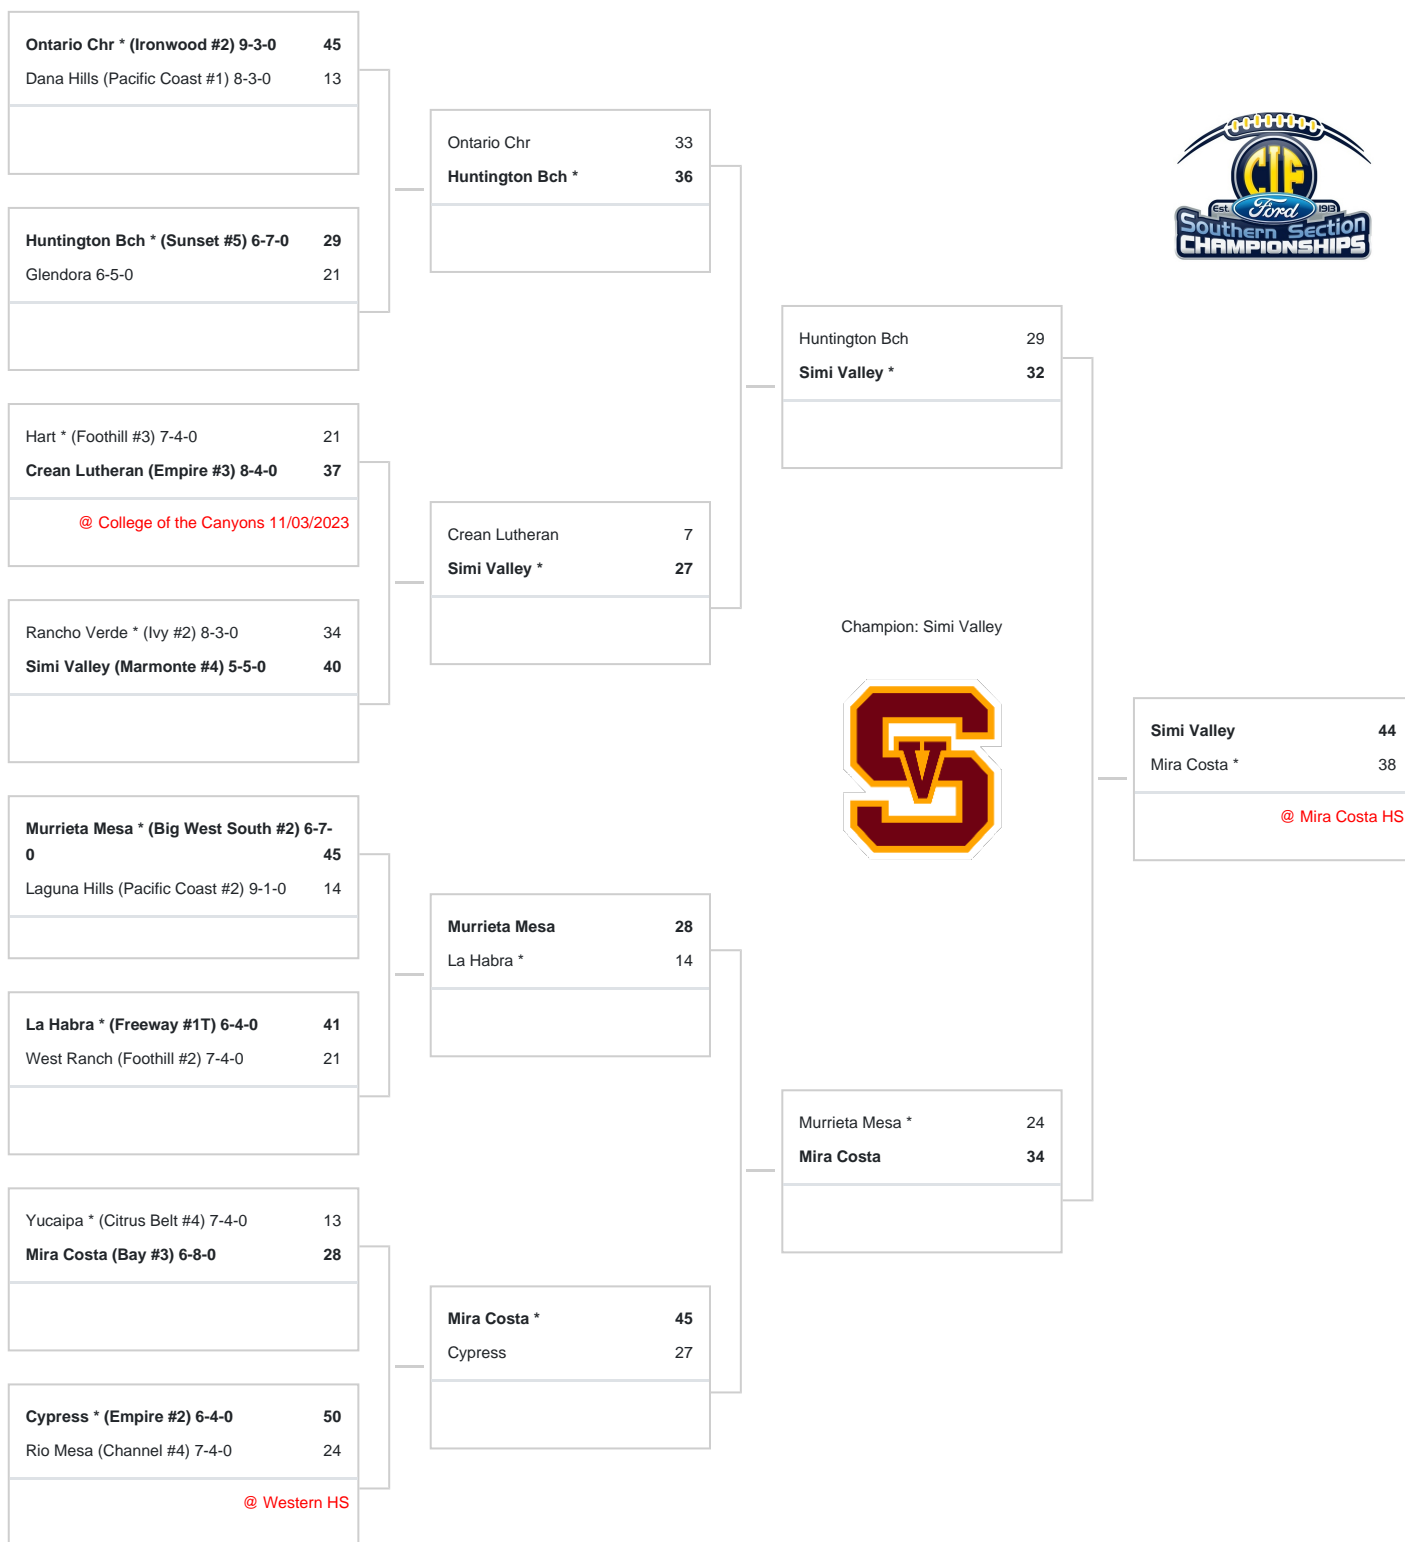 Ontario Chr * (Ironwood #2) 9-3-0 45
Dana Hills (Pacific Coast #1) 8-3-0 13
Huntington Bch * (Sunset #5) 6-7-0 29
Glendora 6-5-0 21
Hart * (Foothill #3) 7-4-0 21
Crean Lutheran (Empire #3) 8-4-0 37
@ College of the Canyons 11/03/2023
Rancho Verde * (Ivy #2) 8-3-0 34
Simi Valley (Marmonte #4) 5-5-0 40
Murrieta Mesa * (Big West South #2) 6-7-
0 45
Laguna Hills (Pacific Coast #2) 9-1-0 14
La Habra * (Freeway #1T) 6-4-0 41
West Ranch (Foothill #2) 7-4-0 21
Yucaipa * (Citrus Belt #4) 7-4-0 13
Mira Costa (Bay #3) 6-8-0 28
Cypress * (Empire #2) 6-4-0 50
Rio Mesa (Channel #4) 7-4-0 24
@ Western HS
Ontario Chr 33
Huntington Bch * 36
Crean Lutheran 7
Simi Valley * 27
Murrieta Mesa 28
La Habra * 14
Mira Costa * 45
Cypress 27
Huntington Bch 29
Simi Valley * 32
Murrieta Mesa * 24
Mira Costa 34
Champion: Simi Valley
SV
CIF
Est. Ford 1913
Southern Section
CHAMPIONSHIPS
Simi Valley 44
Mira Costa * 38
@ Mira Costa HS